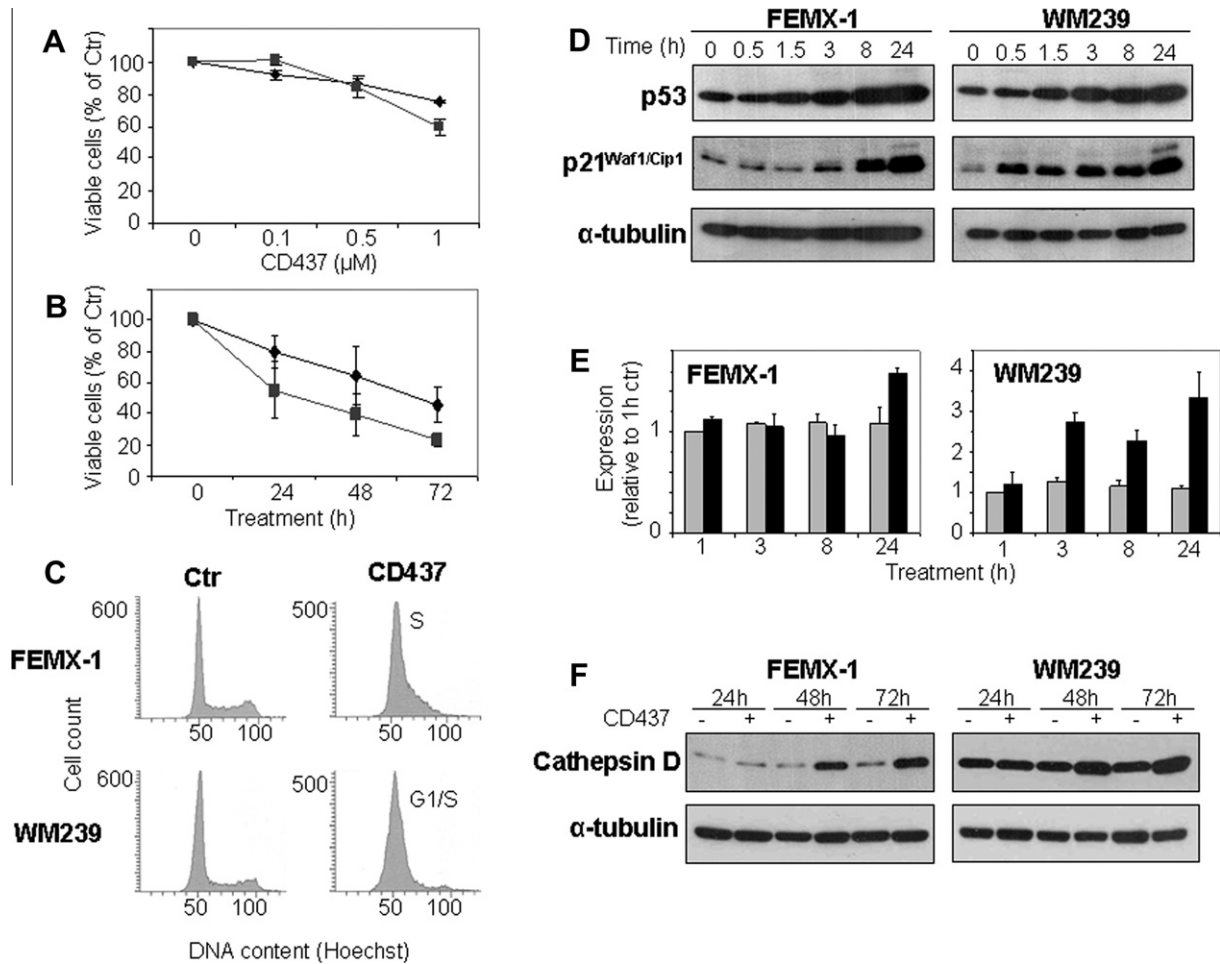 A
Viable cells (% of Ctr)
100
80
60
40
20
0
0 0.1 0.5 1
CD437 (µM)
B
Viable cells (% of Ctr)
100
80
60
40
20
0
0 24 48 72
Treatment (h)
C
Ctr CD437
FEMX-1
WM239
Cell count
600
50 100
500
S
50 100
600
50 100
500
G1/S
50 100
DNA content (Hoechst)
D
FEMX-1 WM239
Time (h) 0 0.5 1.5 3 8 24 0 0.5 1.5 3 8 24
p53
p21Waf1/Cip1
α-tubulin
E
Expression
(relative to 1h ctr)
FEMX-1
1
0
1 3 8 24
WM239
4
3
2
1
0
1 3 8 24
Treatment (h)
F
FEMX-1 WM239
24h 48h 72h 24h 48h 72h
CD437 - + - + - + - + - + - +
Cathepsin D
α-tubulin